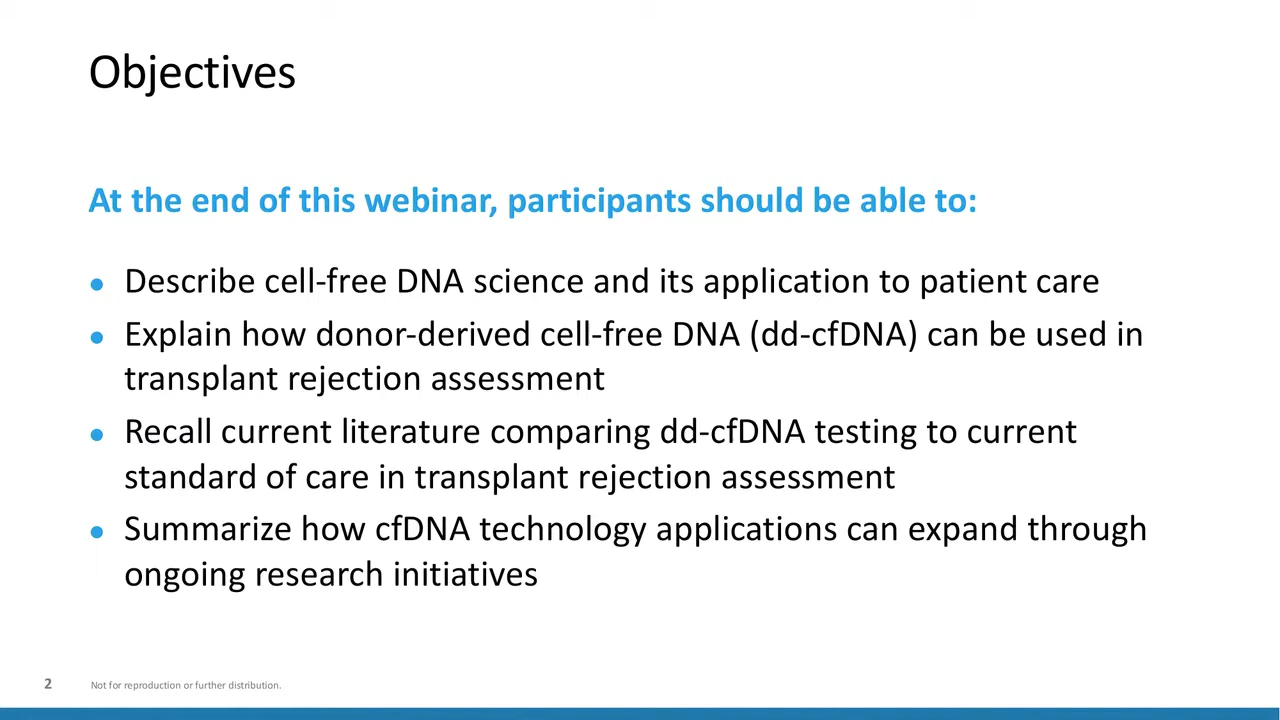 Objectives
At the end of this webinar, participants should be able to:
● Describe cell-free DNA science and its application to patient care
● Explain how donor-derived cell-free DNA (dd-cfDNA) can be used in
transplant rejection assessment
● Recall current literature comparing dd-cfDNA testing to current
standard of care in transplant rejection assessment
● Summarize how cfDNA technology applications can expand through
ongoing research initiatives
2 Not for reproduction or further distribution.